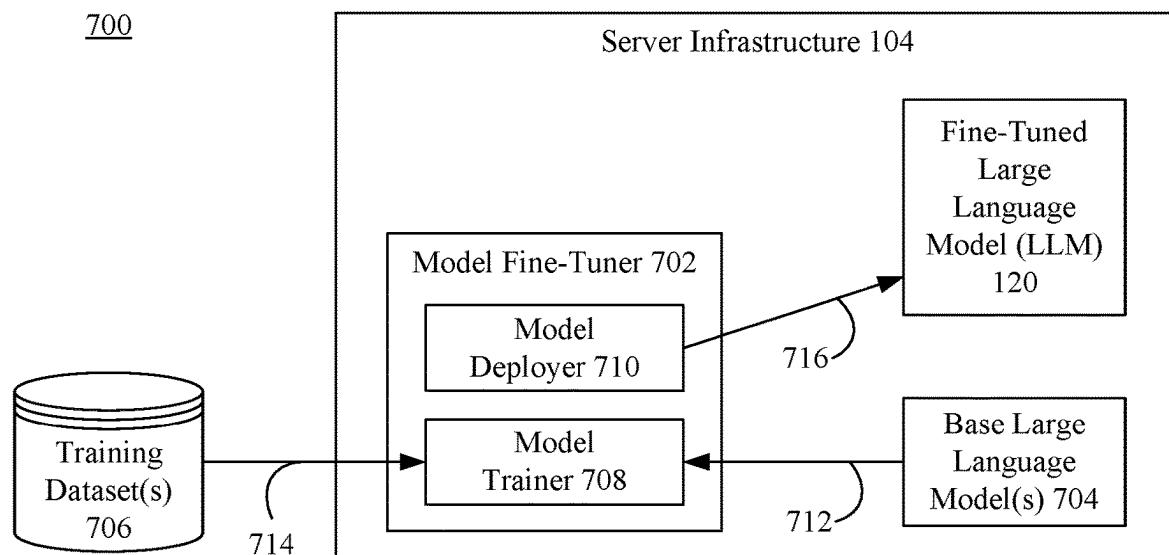 700
Server Infrastructure 104
Fine-Tuned
Large
Language
Model (LLM)
120
Model Fine-Tuner 702
Model
Deployer 710
716
Training
Dataset(s)
706
714
Model
Trainer 708
712
Base Large
Language
Model(s) 704